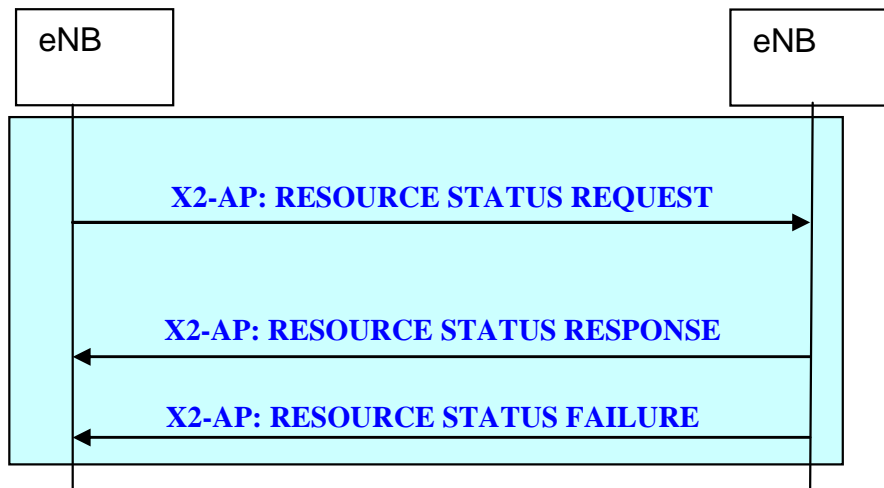 eNB
eNB
X2-AP: RESOURCE STATUS REQUEST
X2-AP: RESOURCE STATUS RESPONSE
X2-AP: RESOURCE STATUS FAILURE